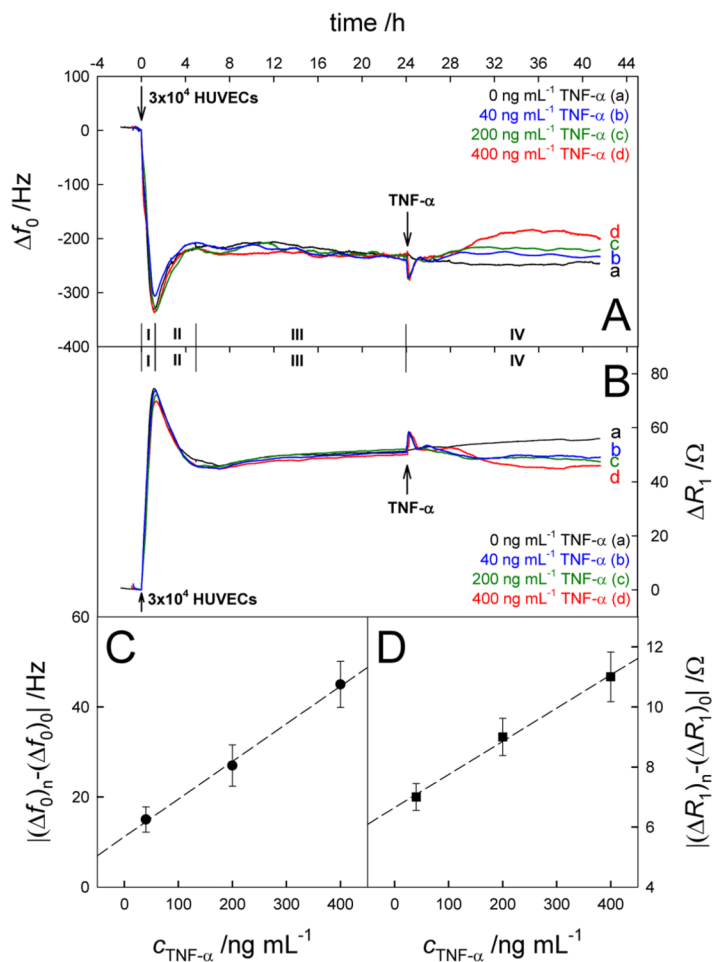 time /h
-4 0 4 8 12 16 20 24 28 32 36 40 44
100
0
-100
-200
-300
-400
Δf₀ /Hz
3x10⁴ HUVECs
0 ng mL⁻¹ TNF-α (a)
40 ng mL⁻¹ TNF-α (b)
200 ng mL⁻¹ TNF-α (c)
400 ng mL⁻¹ TNF-α (d)
TNF-α
d
c
b
a
A
I II III IV
I II III IV
B
80
60
40
20
0
ΔR₁ /Ω
a
b
c
d
TNF-α
0 ng mL⁻¹ TNF-α (a)
40 ng mL⁻¹ TNF-α (b)
200 ng mL⁻¹ TNF-α (c)
400 ng mL⁻¹ TNF-α (d)
3x10⁴ HUVECs
C
60
40
20
0
|(Δf₀)ₙ-(Δf₀)₀| /Hz
0 100 200 300 400
c_TNF-α /ng mL⁻¹
D
12
10
8
6
4
|(ΔR₁)ₙ-(ΔR₁)₀| /Ω
0 100 200 300 400
c_TNF-α /ng mL⁻¹